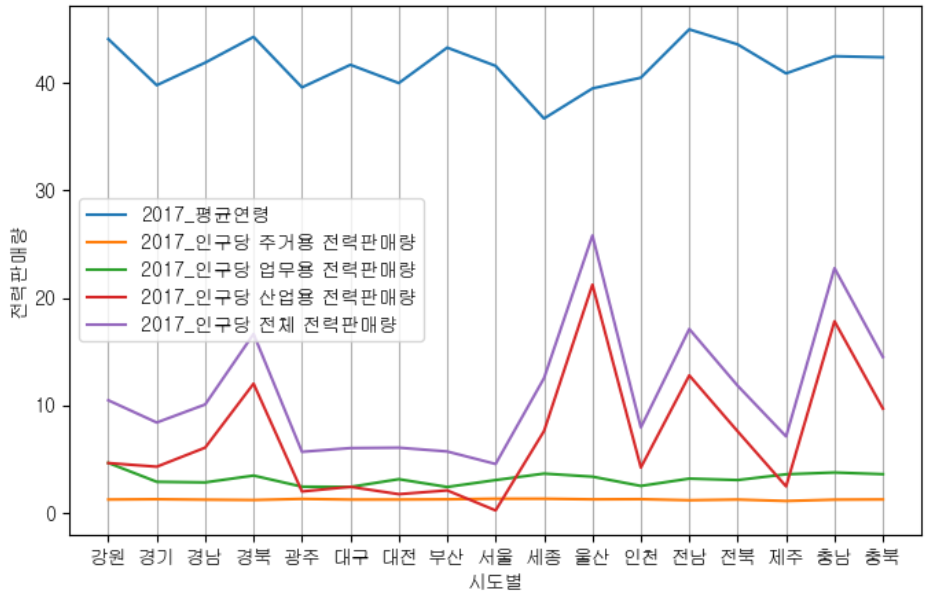 40
30
20
10
0
전력판매량
2017_평균연령
2017_인구당 주거용 전력판매량
2017_인구당 업무용 전력판매량
2017_인구당 산업용 전력판매량
2017_인구당 전체 전력판매량
강원 경기 경남 경북 광주 대구 대전 부산 서울 세종 울산 인천 전남 전북 제주 충남 충북
시도별